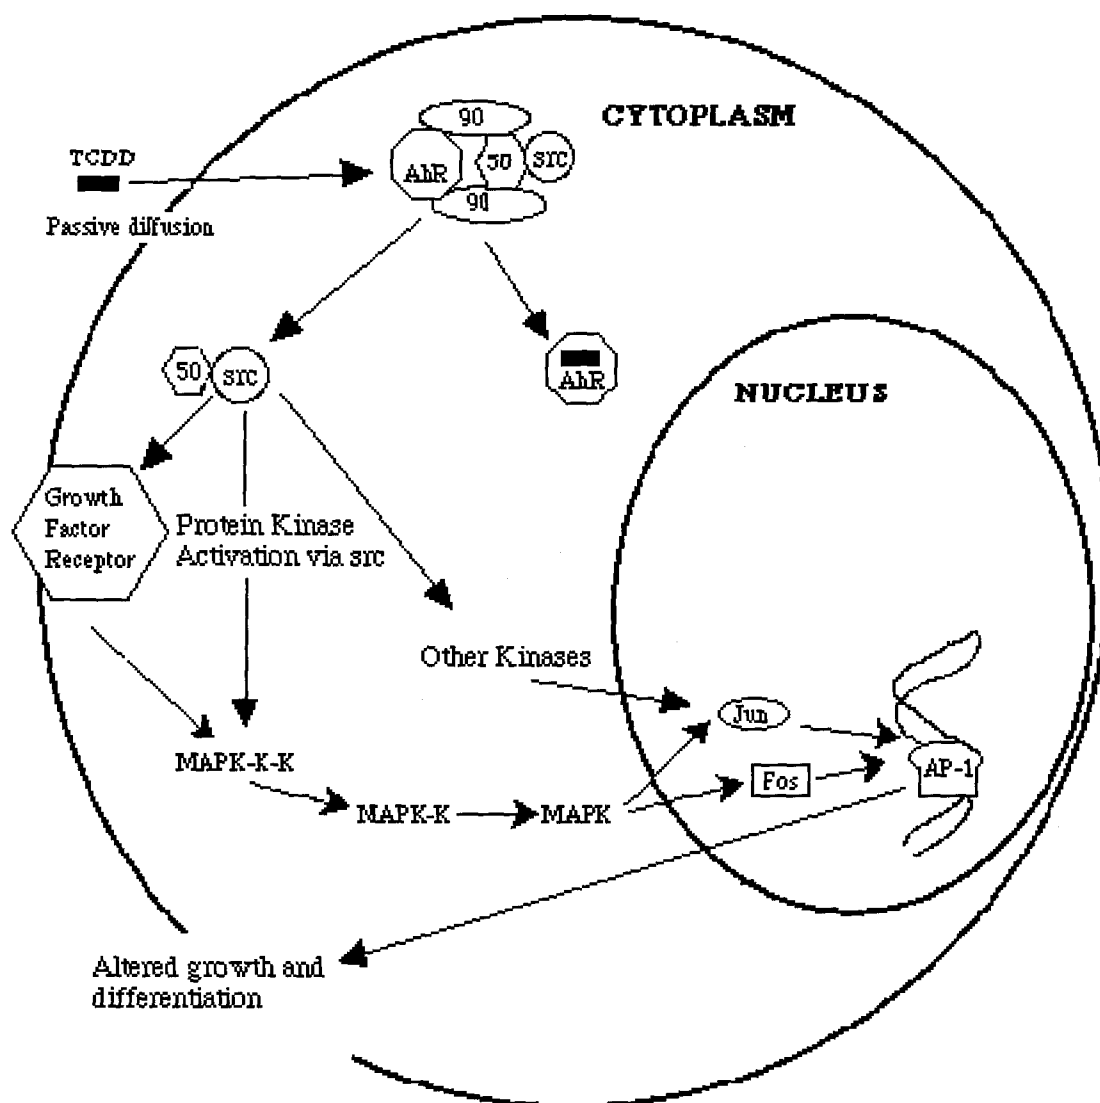 CYTOPLASM
90
TCDD
AhR
50
src
90
Passive diffusion
50
src
AhR
NUCLEUS
Growth
Factor
Receptor
Protein Kinase
Activation via src
Other Kinases
Jun
MAPK-K-K
Fos
AP-1
MAPK-K
MAPK
Altered growth and
differentiation